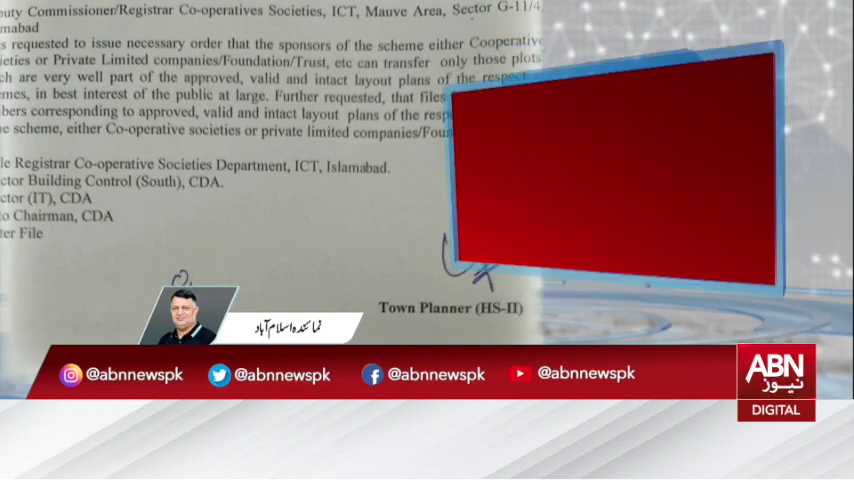 uty Commissioner/Registrar Co-operatives Societies, ICT, Mauve Area, Sector G-11/4
mabad
s requested to issue necessary order that the sponsors of the scheme either Cooperative
ieties or Private Limited companies/Foundation/Trust, etc can transfer only those plots
ch are very well part of the approved, valid and intact layout plans of the respect
emes, in best interest of the public at large. Further requested, that files
bers corresponding to approved, valid and intact layout plans of the resp
e scheme, either Co-operative societies or private limited companies/Foun
le Registrar Co-operative Societies Department, ICT, Islamabad.
ctor Building Control (South), CDA.
ctor (IT), CDA
to Chairman, CDA
ter File
Town Planner (HS-II)
نمائندہ اسلام آباد
@abnnewspk @abnnewspk @abnnewspk @abnnewspk
ABN
نیوز
DIGITAL